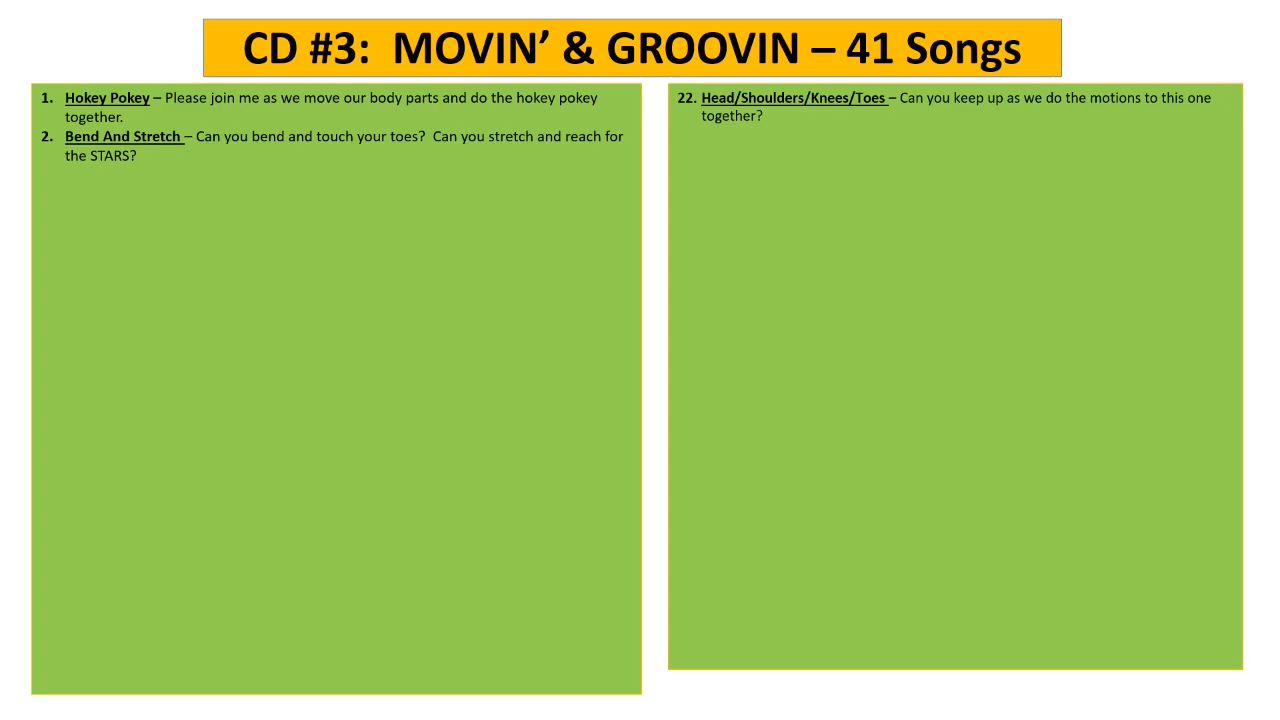 CD #3:  MOVIN’ & GROOVIN – 41 Songs
1. Hokey Pokey – Please join me as we move our body parts and do the hokey pokey
together.
2. Bend And Stretch – Can you bend and touch your toes?  Can you stretch and reach for
the STARS?
22. Head/Shoulders/Knees/Toes – Can you keep up as we do the motions to this one
together?